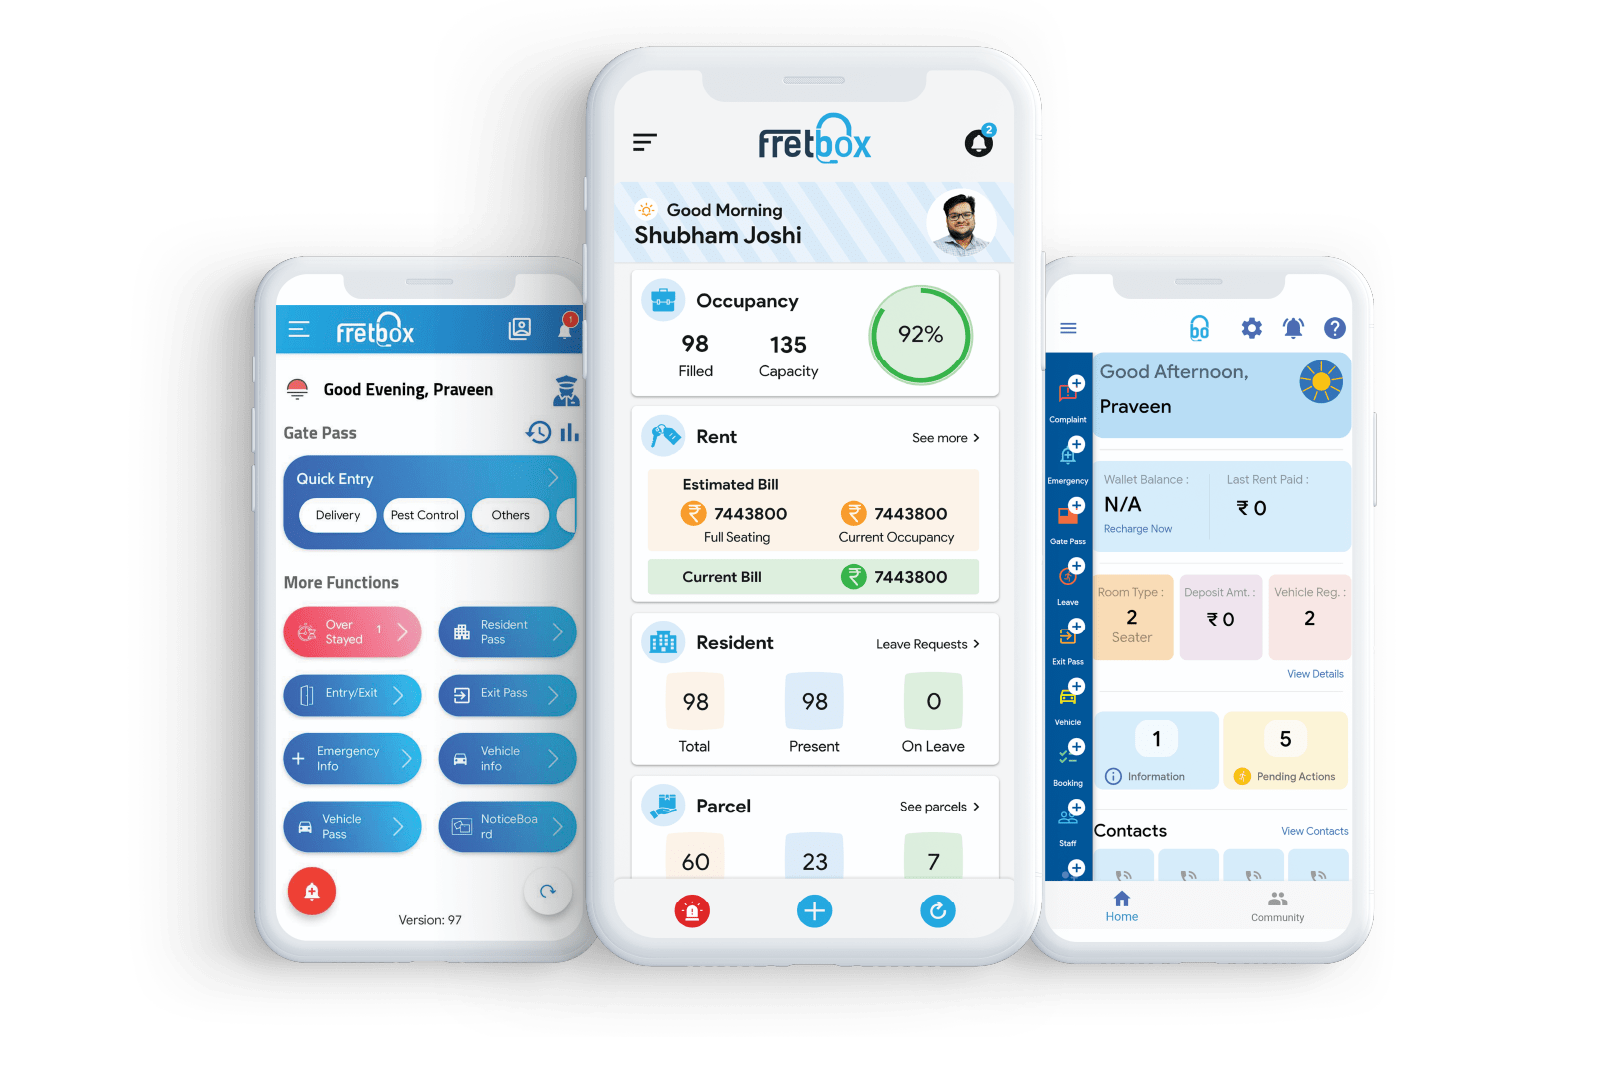 fretbox
Good Evening, Praveen
Gate Pass
Quick Entry
Delivery
Pest Control
Others
More Functions
Over
Stayed
1
Resident
Pass
Entry/Exit
Exit Pass
Emergency
Info
Vehicle
info
Vehicle
Pass
NoticeBoa
rd
Version: 97
1
fretbox
2
Good Morning
Shubham Joshi
Occupancy
98
Filled
135
Capacity
92%
Rent
See more >
Estimated Bill
₹ 7443800
Full Seating
₹ 7443800
Current Occupancy
Current Bill
₹ 7443800
Resident
Leave Requests >
98
Total
98
Present
0
On Leave
Parcel
See parcels >
60
23
7
bo
?
Complaint
Emergency
Gate Pass
Leave
Exit Pass
Vehicle
Booking
Staff
Good Afternoon,
Praveen
Wallet Balance :
N/A
Recharge Now
Last Rent Paid :
₹ 0
Room Type :
2
Seater
Deposit Amt. :
₹ 0
Vehicle Reg. :
2
View Details
1
Information
5
Pending Actions
Contacts
View Contacts
Home
Community